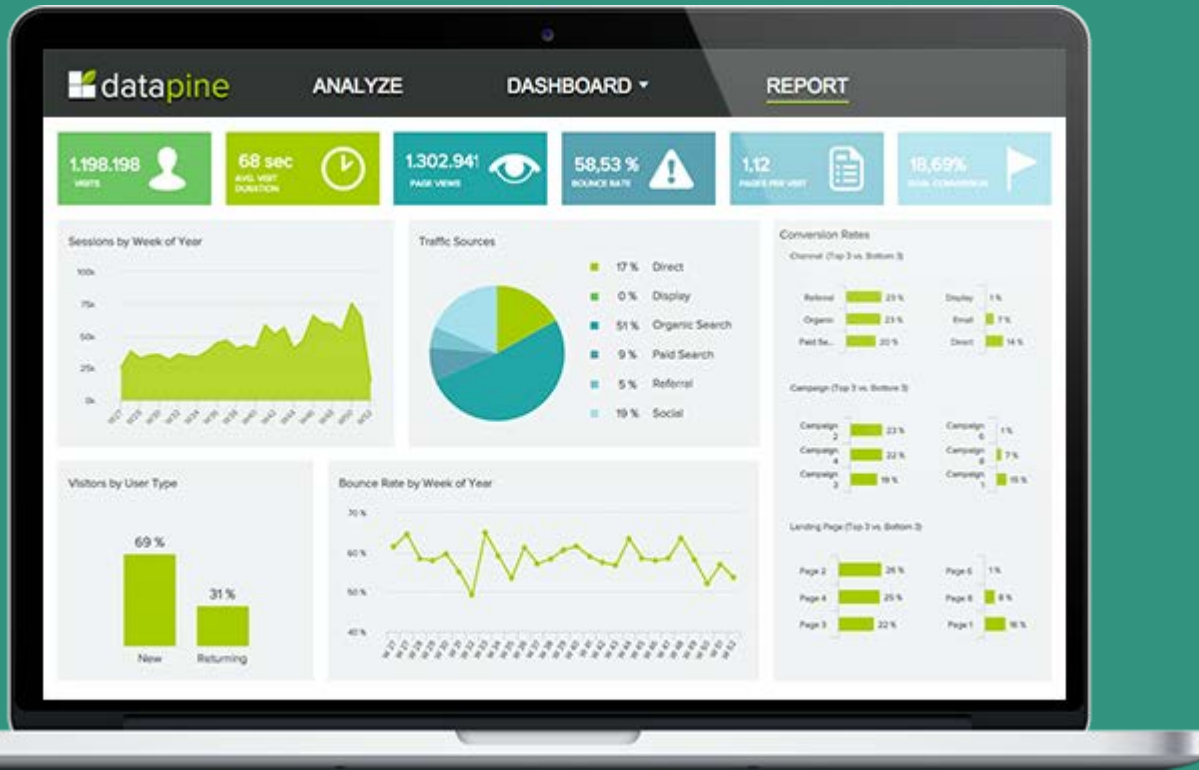 datapine
ANALYZE
DASHBOARD
REPORT
1.198.198
VISITS
68 sec
AVG. VISIT
DURATION
1.302.941
PAGE VIEWS
58,53 %
BOUNCE RATE
1,12
PAGES PER VISIT
18,69%
GOAL CONVERSION
Sessions by Week of Year
100k
75k
50k
25k
0k
Traffic Sources
17 % Direct
0 % Display
51 % Organic Search
9 % Paid Search
5 % Referral
19 % Social
Visitors by User Type
69 %
31 %
New
Returning
Bounce Rate by Week of Year
70 %
60 %
50 %
40 %
Conversion Rates
Channel (Top 3 vs. Bottom 3)
Referral
Organic 23 %
Paid Se... 20 %
Display 1 %
Email 7 %
Direct 14 %
Campaign (Top 3 vs. Bottom 3)
Campaign
2 23 %
Campaign
4 22 %
Campaign
3 19 %
Campaign
6 1 %
Campaign
8 7 %
Campaign
1 15 %
Landing Page (Top 3 vs. Bottom 3)
Page 2 26 %
Page 4 25 %
Page 3 22 %
Page 6 1 %
Page 8 8 %
Page 1 16 %